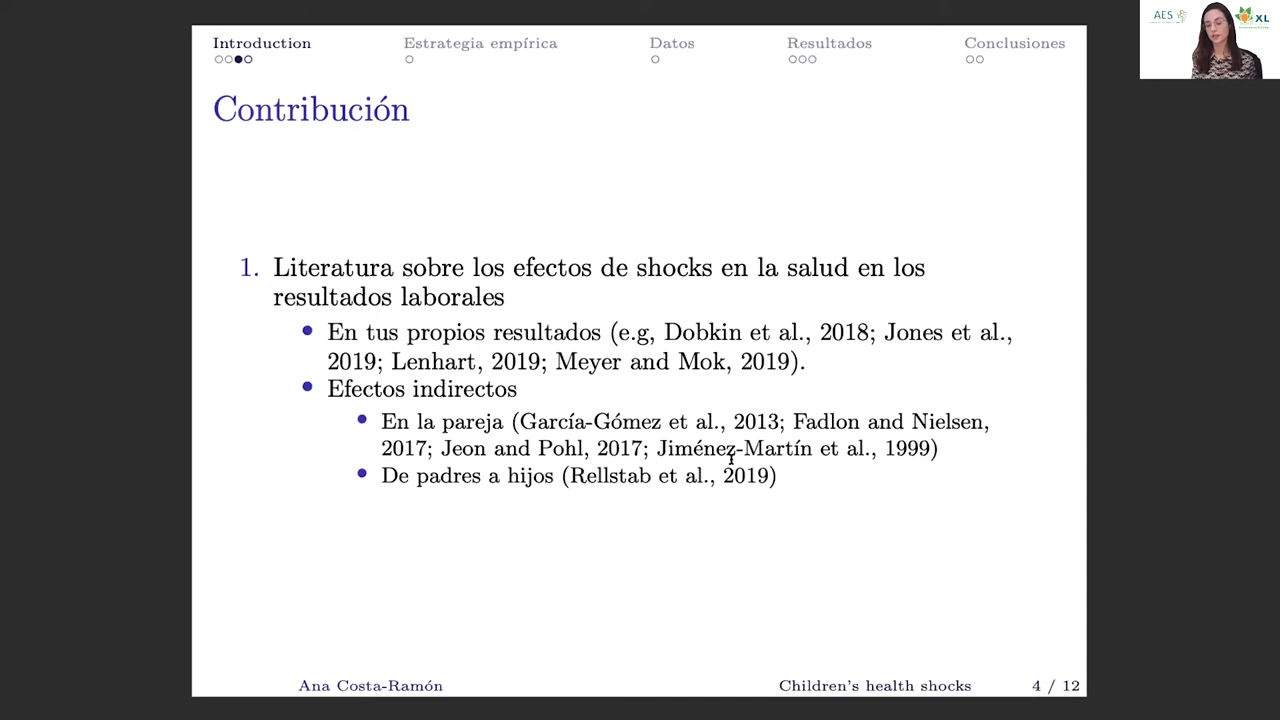 Introduction Estrategia empírica Datos Resultados Conclusiones
AES XL
Contribución
1. Literatura sobre los efectos de shocks en la salud en los
resultados laborales
En tus propios resultados (e.g, Dobkin et al., 2018; Jones et al.,
2019; Lenhart, 2019; Meyer and Mok, 2019).
Efectos indirectos
En la pareja (García-Gómez et al., 2013; Fadlon and Nielsen,
2017; Jeon and Pohl, 2017; Jiménez-Martín et al., 1999)
De padres a hijos (Rellstab et al., 2019)
Ana Costa-Ramón Children's health shocks 4 / 12